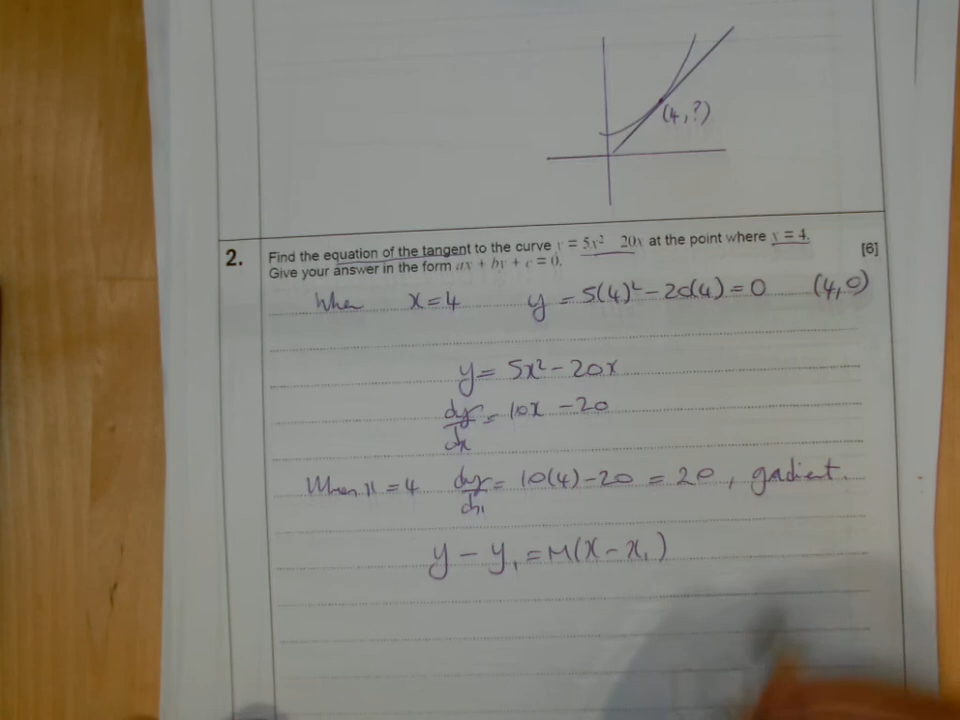 (4,?)
2. Find the equation of the tangent to the curve y = 5x² 20x at the point where x = 4. [6]
Give your answer in the form ax + by + c = 0.
When x=4 y = 5(4)² - 20(4) = 0 (4,0)
y = 5x² - 20x
dy/dx = 10x - 20
When x = 4 dy/dx = 10(4) - 20 = 20, gradient.
y - y₁ = M(x - x₁)